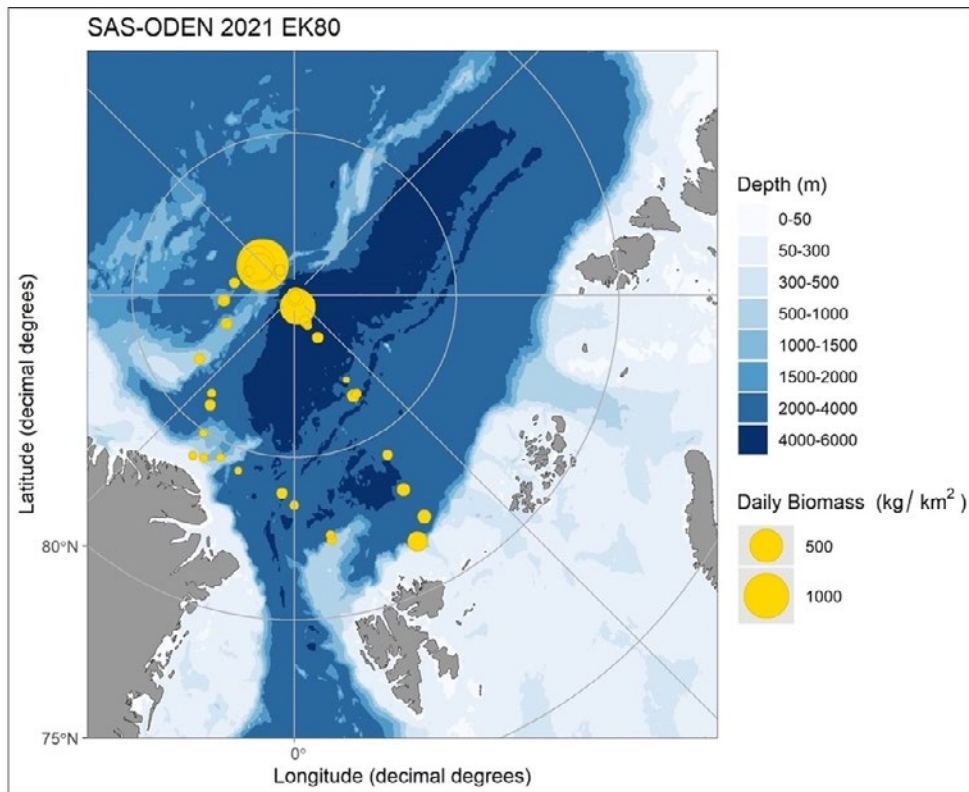 SAS-ODEN 2021 EK80
Depth (m)
0-50
50-300
300-500
500-1000
1000-1500
1500-2000
2000-4000
4000-6000
Daily Biomass (kg/ km²)
500
1000
Latitude (decimal degrees)
80°N
75°N
0°
Longitude (decimal degrees)